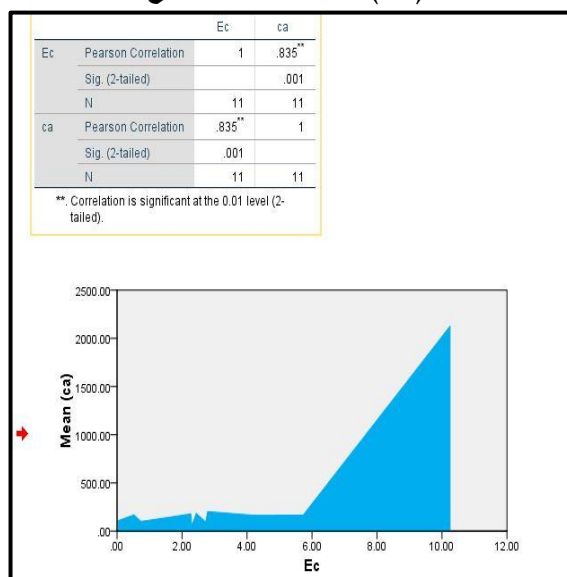 Ec ca
Ec Pearson Correlation 1 .835**
Sig. (2-tailed) .001
N 11 11
ca Pearson Correlation .835** 1
Sig. (2-tailed) .001
N 11 11
**. Correlation is significant at the 0.01 level (2-
tailed).
2500.00
2000.00
1500.00
1000.00
500.00
.00
Mean (ca)
.00 2.00 4.00 6.00 8.00 10.00 12.00
Ec